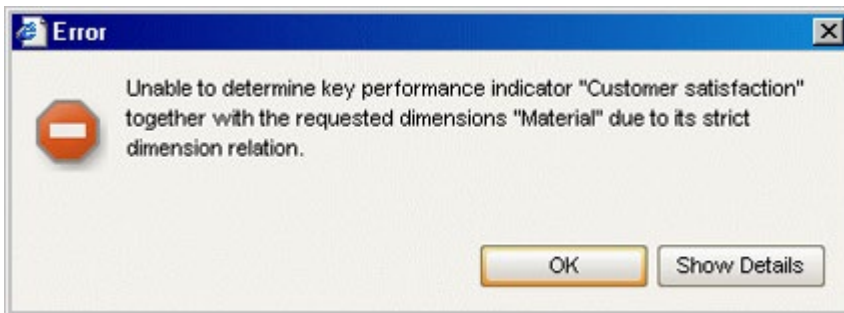 Error
Unable to determine key performance indicator "Customer satisfaction"
together with the requested dimensions "Material" due to its strict
dimension relation.
OK
Show Details